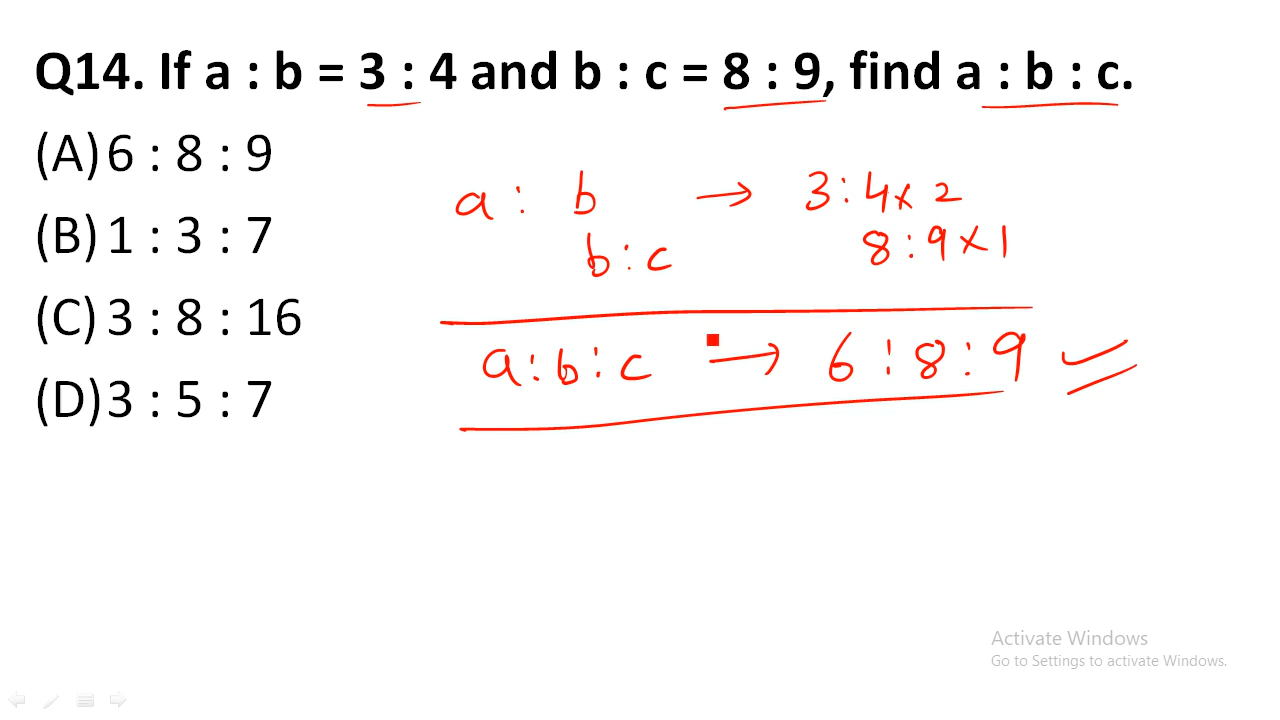 Q14. If a : b = 3 : 4 and b : c = 8 : 9, find a : b : c.
(A) 6 : 8 : 9
(B) 1 : 3 : 7
(C) 3 : 8 : 16
(D) 3 : 5 : 7
a : b → 3 : 4 × 2
b : c 8 : 9 × 1
a : b : c → 6 : 8 : 9 ✓
Activate Windows
Go to Settings to activate Windows.